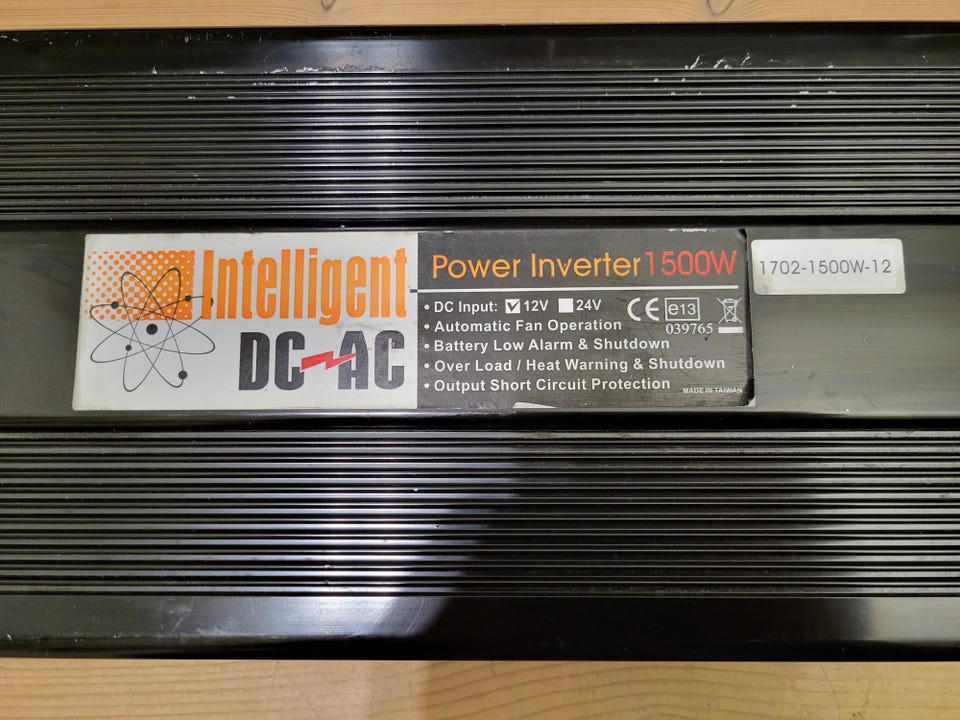 Intelligent
DC AC
Power Inverter 1500W
• DC Input: ☑ 12V ☐ 24V
• Automatic Fan Operation
• Battery Low Alarm & Shutdown
• Over Load / Heat Warning & Shutdown
• Output Short Circuit Protection
CE e13
039765
MADE IN TAIWAN
1702-1500W-12